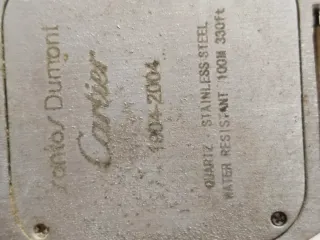 Santos Dumont
Cartier
1904-2004
QUARTZ STAINLESS STEEL
WATER RESISTANT 100M 330ft